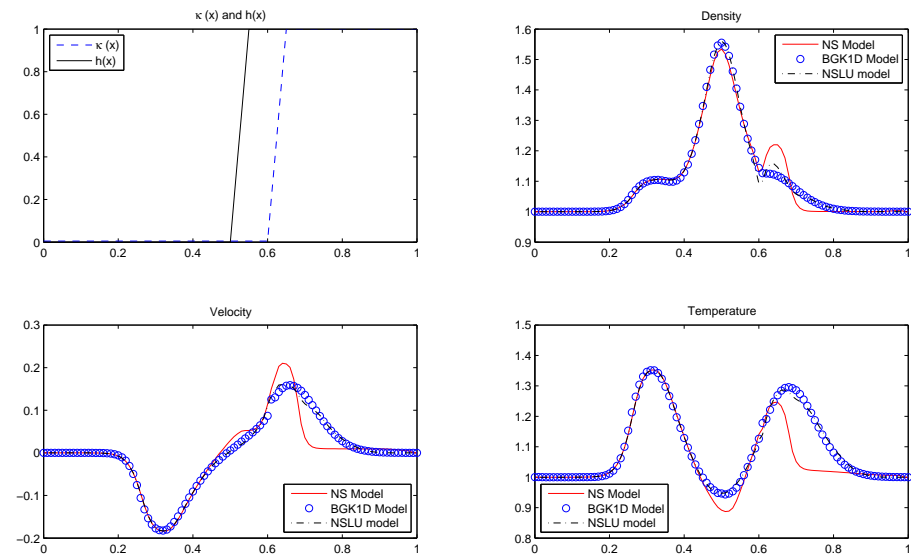 κ (x) and h(x)
1
0.8
0.6
0.4
0.2
0
0 0.2 0.4 0.6 0.8 1
κ (x)
h(x)
Density
1.6
1.5
1.4
1.3
1.2
1.1
1
0.9
0 0.2 0.4 0.6 0.8 1
NS Model
BGK1D Model
NSLU model
Velocity
0.3
0.2
0.1
0
−0.1
−0.2
0 0.2 0.4 0.6 0.8 1
NS Model
BGK1D Model
NSLU model
Temperature
1.5
1.4
1.3
1.2
1.1
1
0.9
0.8
0 0.2 0.4 0.6 0.8 1
NS Model
BGK1D Model
NSLU model